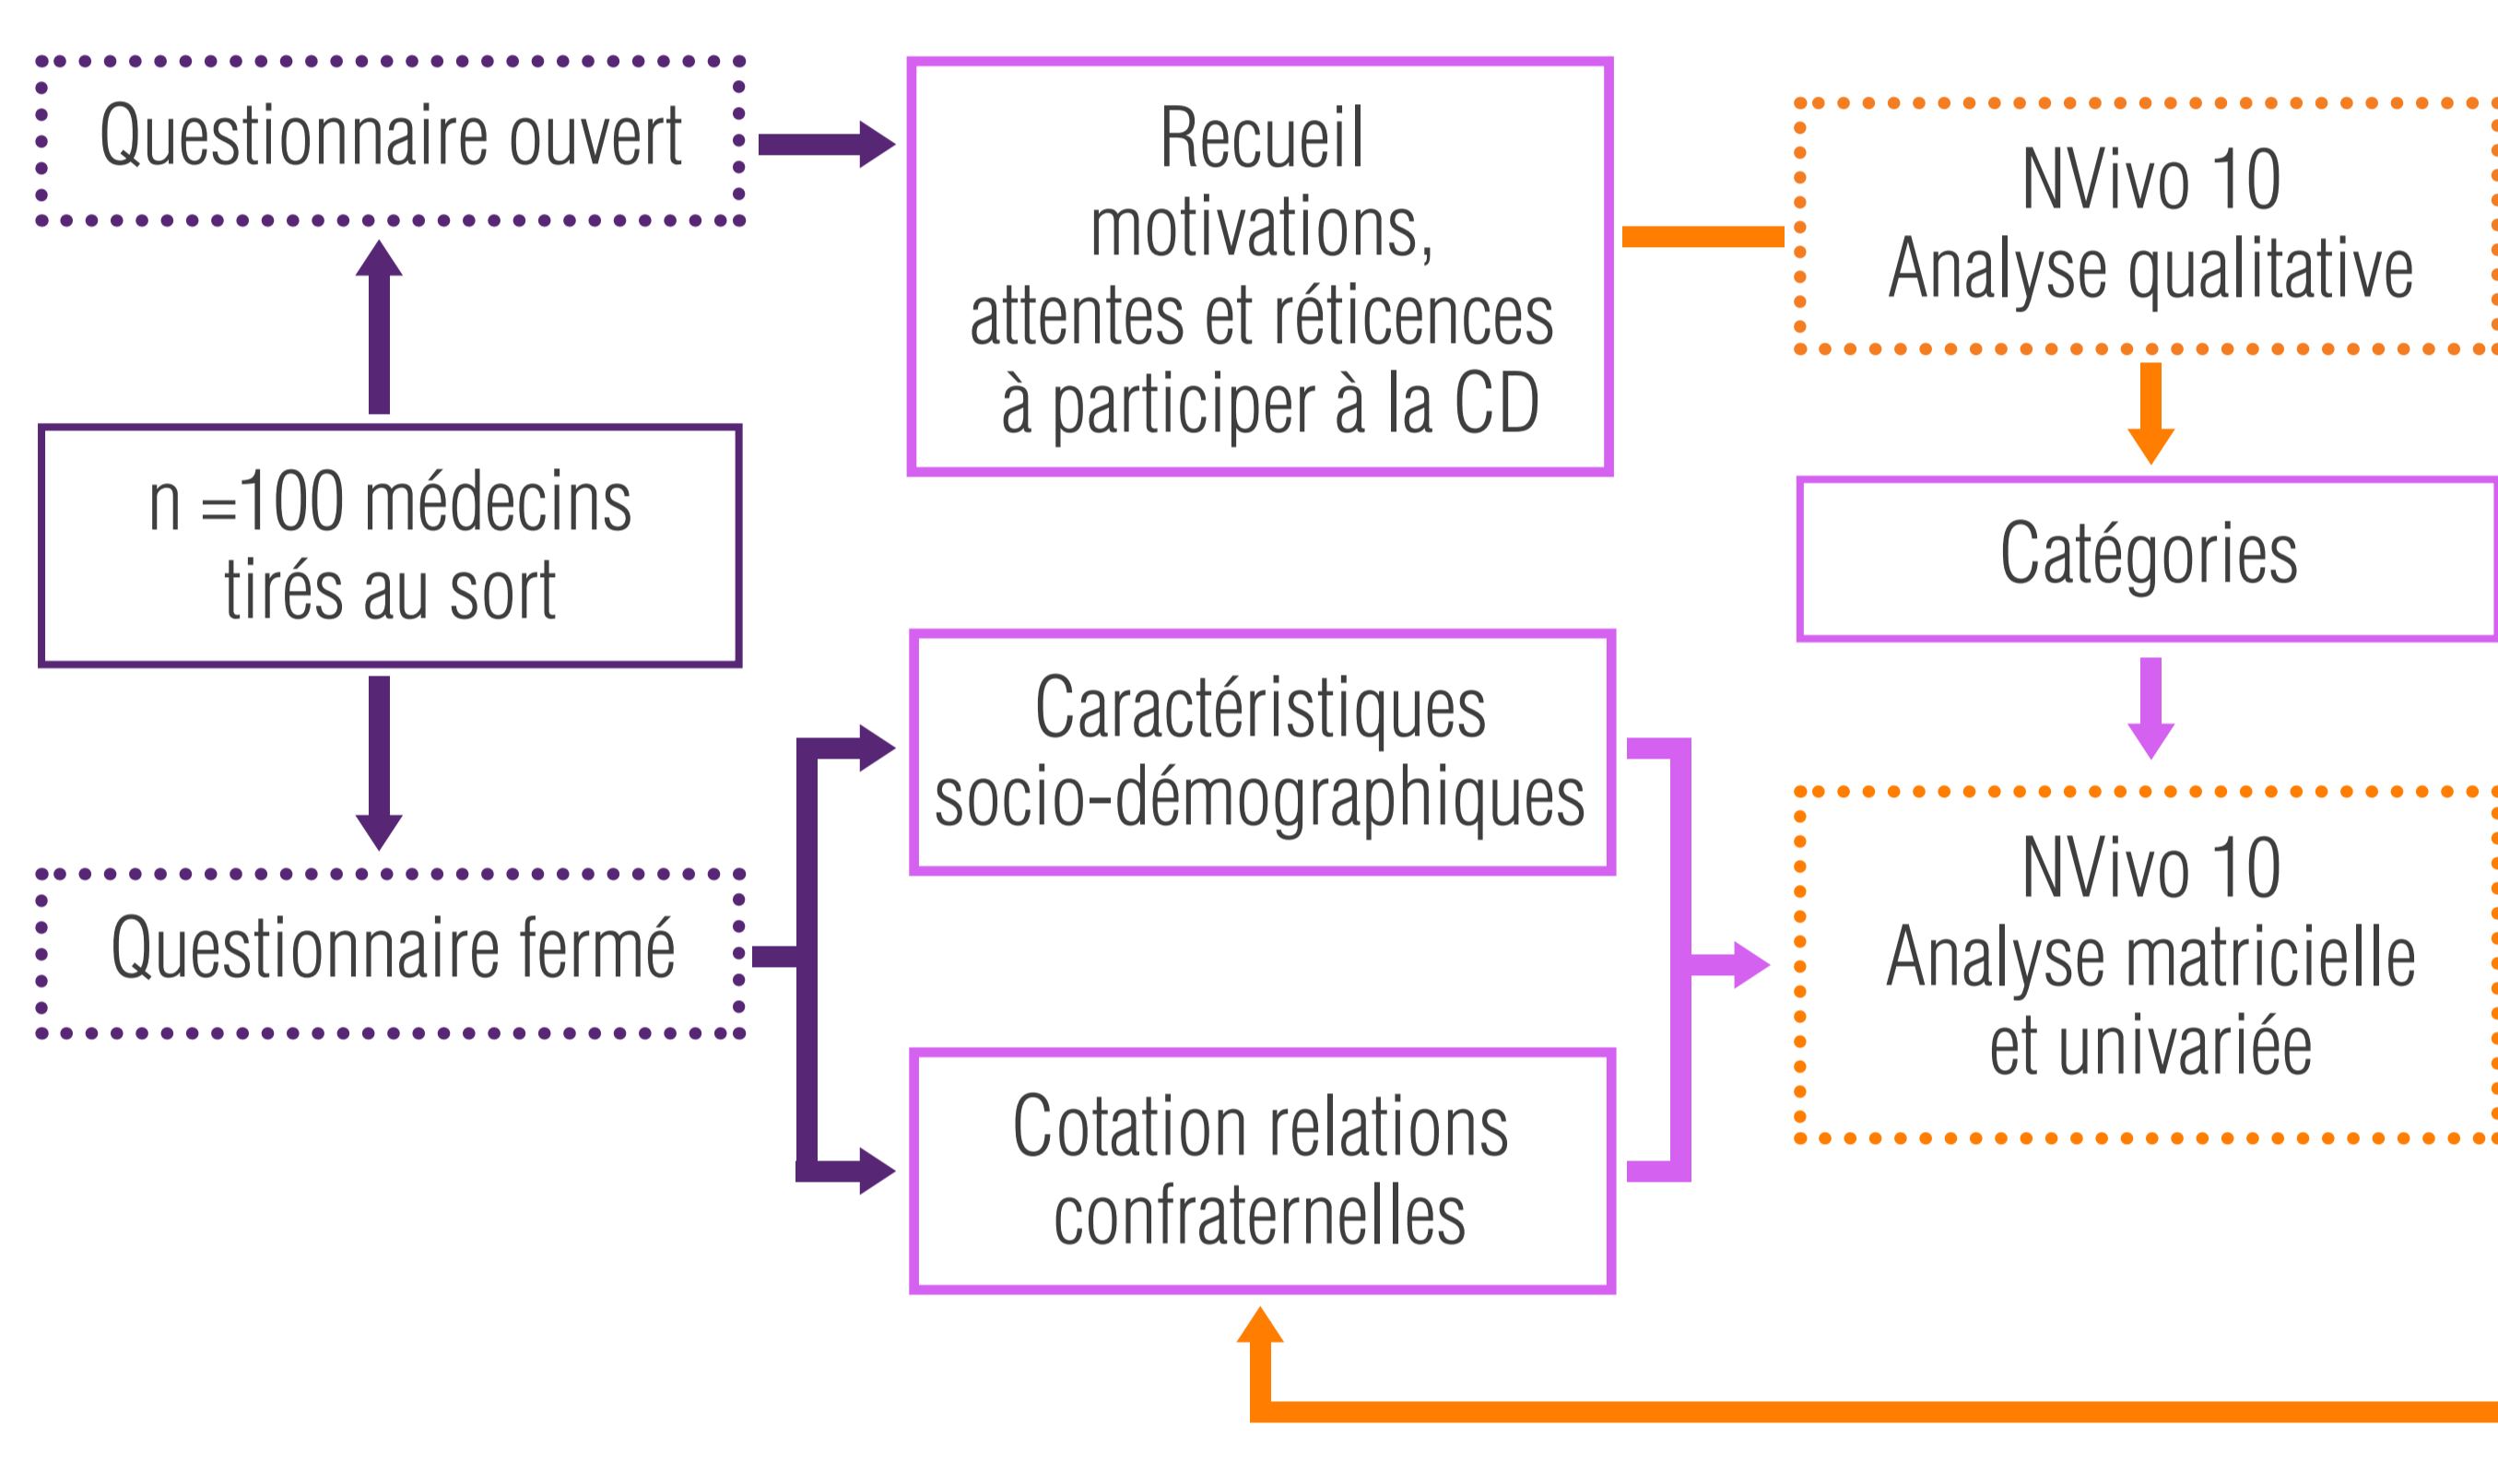 Questionnaire ouvert
n =100 médecins
tirés au sort
Questionnaire fermé
Recueil
motivations,
attentes et réticences
à participer à la CD
Caractéristiques
socio-démographiques
Cotation relations
confraternelles
NVivo 10
Analyse qualitative
Catégories
NVivo 10
Analyse matricielle
et univariée